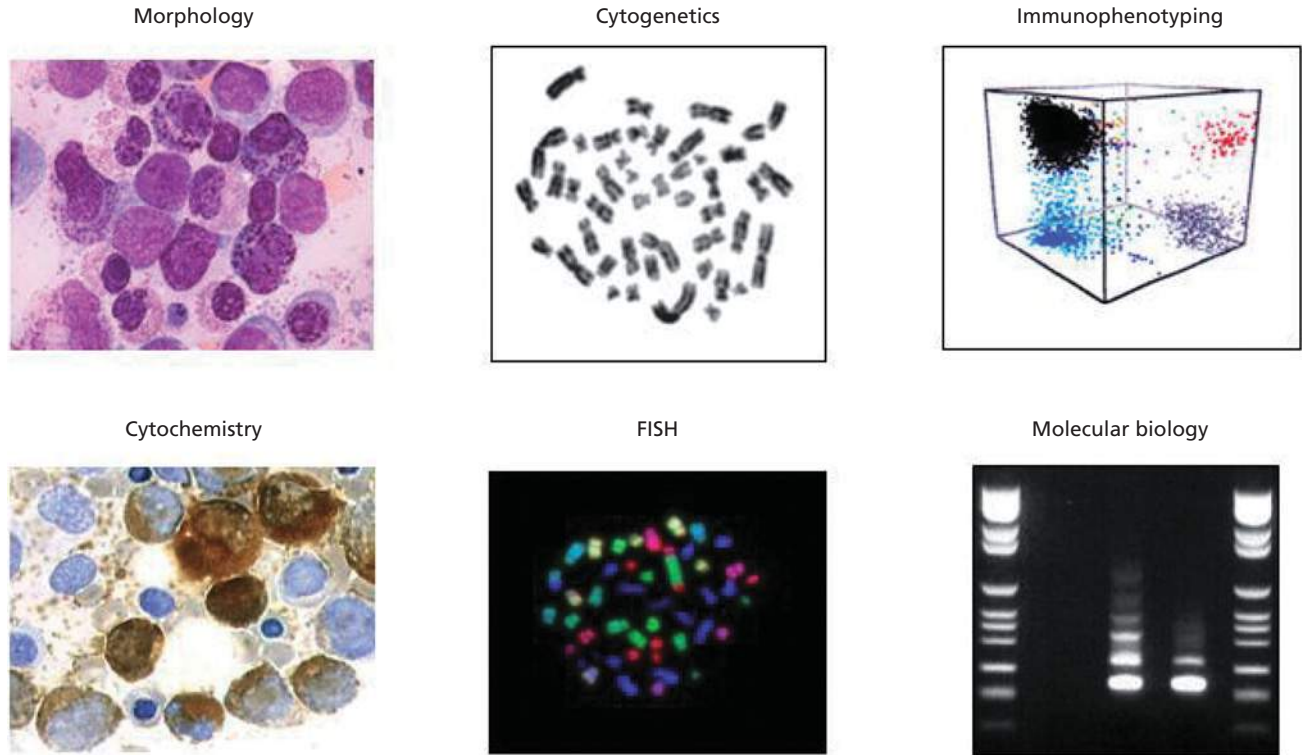 Morphology
Cytogenetics
Immunophenotyping
Cytochemistry
FISH
Molecular biology